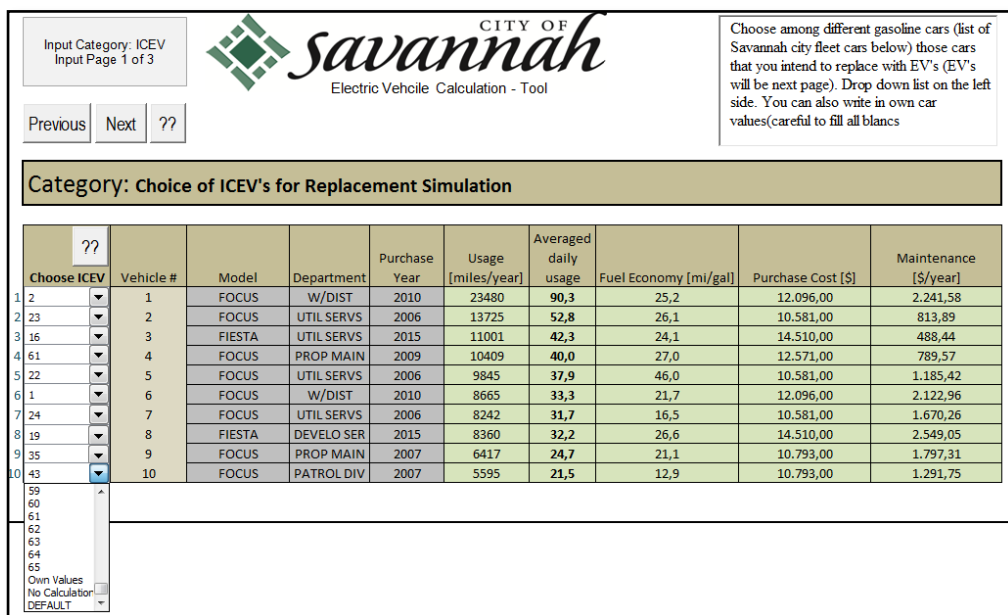 Input Category: ICEV
Input Page 1 of 3
CITY OF
Savannah
Electric Vehcile Calculation - Tool
Choose among different gasoline cars (list of
Savannah city fleet cars below) those cars
that you intend to replace with EV's (EV's
will be next page). Drop down list on the left
side. You can also write in own car
values(careful to fill all blancs
Previous Next ??
Category: Choice of ICEV's for Replacement Simulation
??
Choose ICEV Vehicle # Model Department Purchase Year Usage [miles/year] Averaged daily usage Fuel Economy [mi/gal] Purchase Cost [$] Maintenance [$/year]
1 2 1 FOCUS W/DIST 2010 23480 90,3 25,2 12.096,00 2.241,58
2 23 2 FOCUS UTIL SERVS 2006 13725 52,8 26,1 10.581,00 813,89
3 16 3 FIESTA UTIL SERVS 2015 11001 42,3 24,1 14.510,00 488,44
4 61 4 FOCUS PROP MAIN 2009 10409 40,0 27,0 12.571,00 789,57
5 22 5 FOCUS UTIL SERVS 2006 9845 37,9 46,0 10.581,00 1.185,42
6 1 6 FOCUS W/DIST 2010 8665 33,3 21,7 12.096,00 2.122,96
7 24 7 FOCUS UTIL SERVS 2006 8242 31,7 16,5 10.581,00 1.670,26
8 19 8 FIESTA DEVELO SER 2015 8360 32,2 26,6 14.510,00 2.549,05
9 35 9 FOCUS PROP MAIN 2007 6417 24,7 21,1 10.793,00 1.797,31
10 43 10 FOCUS PATROL DIV 2007 5595 21,5 12,9 10.793,00 1.291,75
59
60
61
62
63
64
65
Own Values
No Calculation
DEFAULT